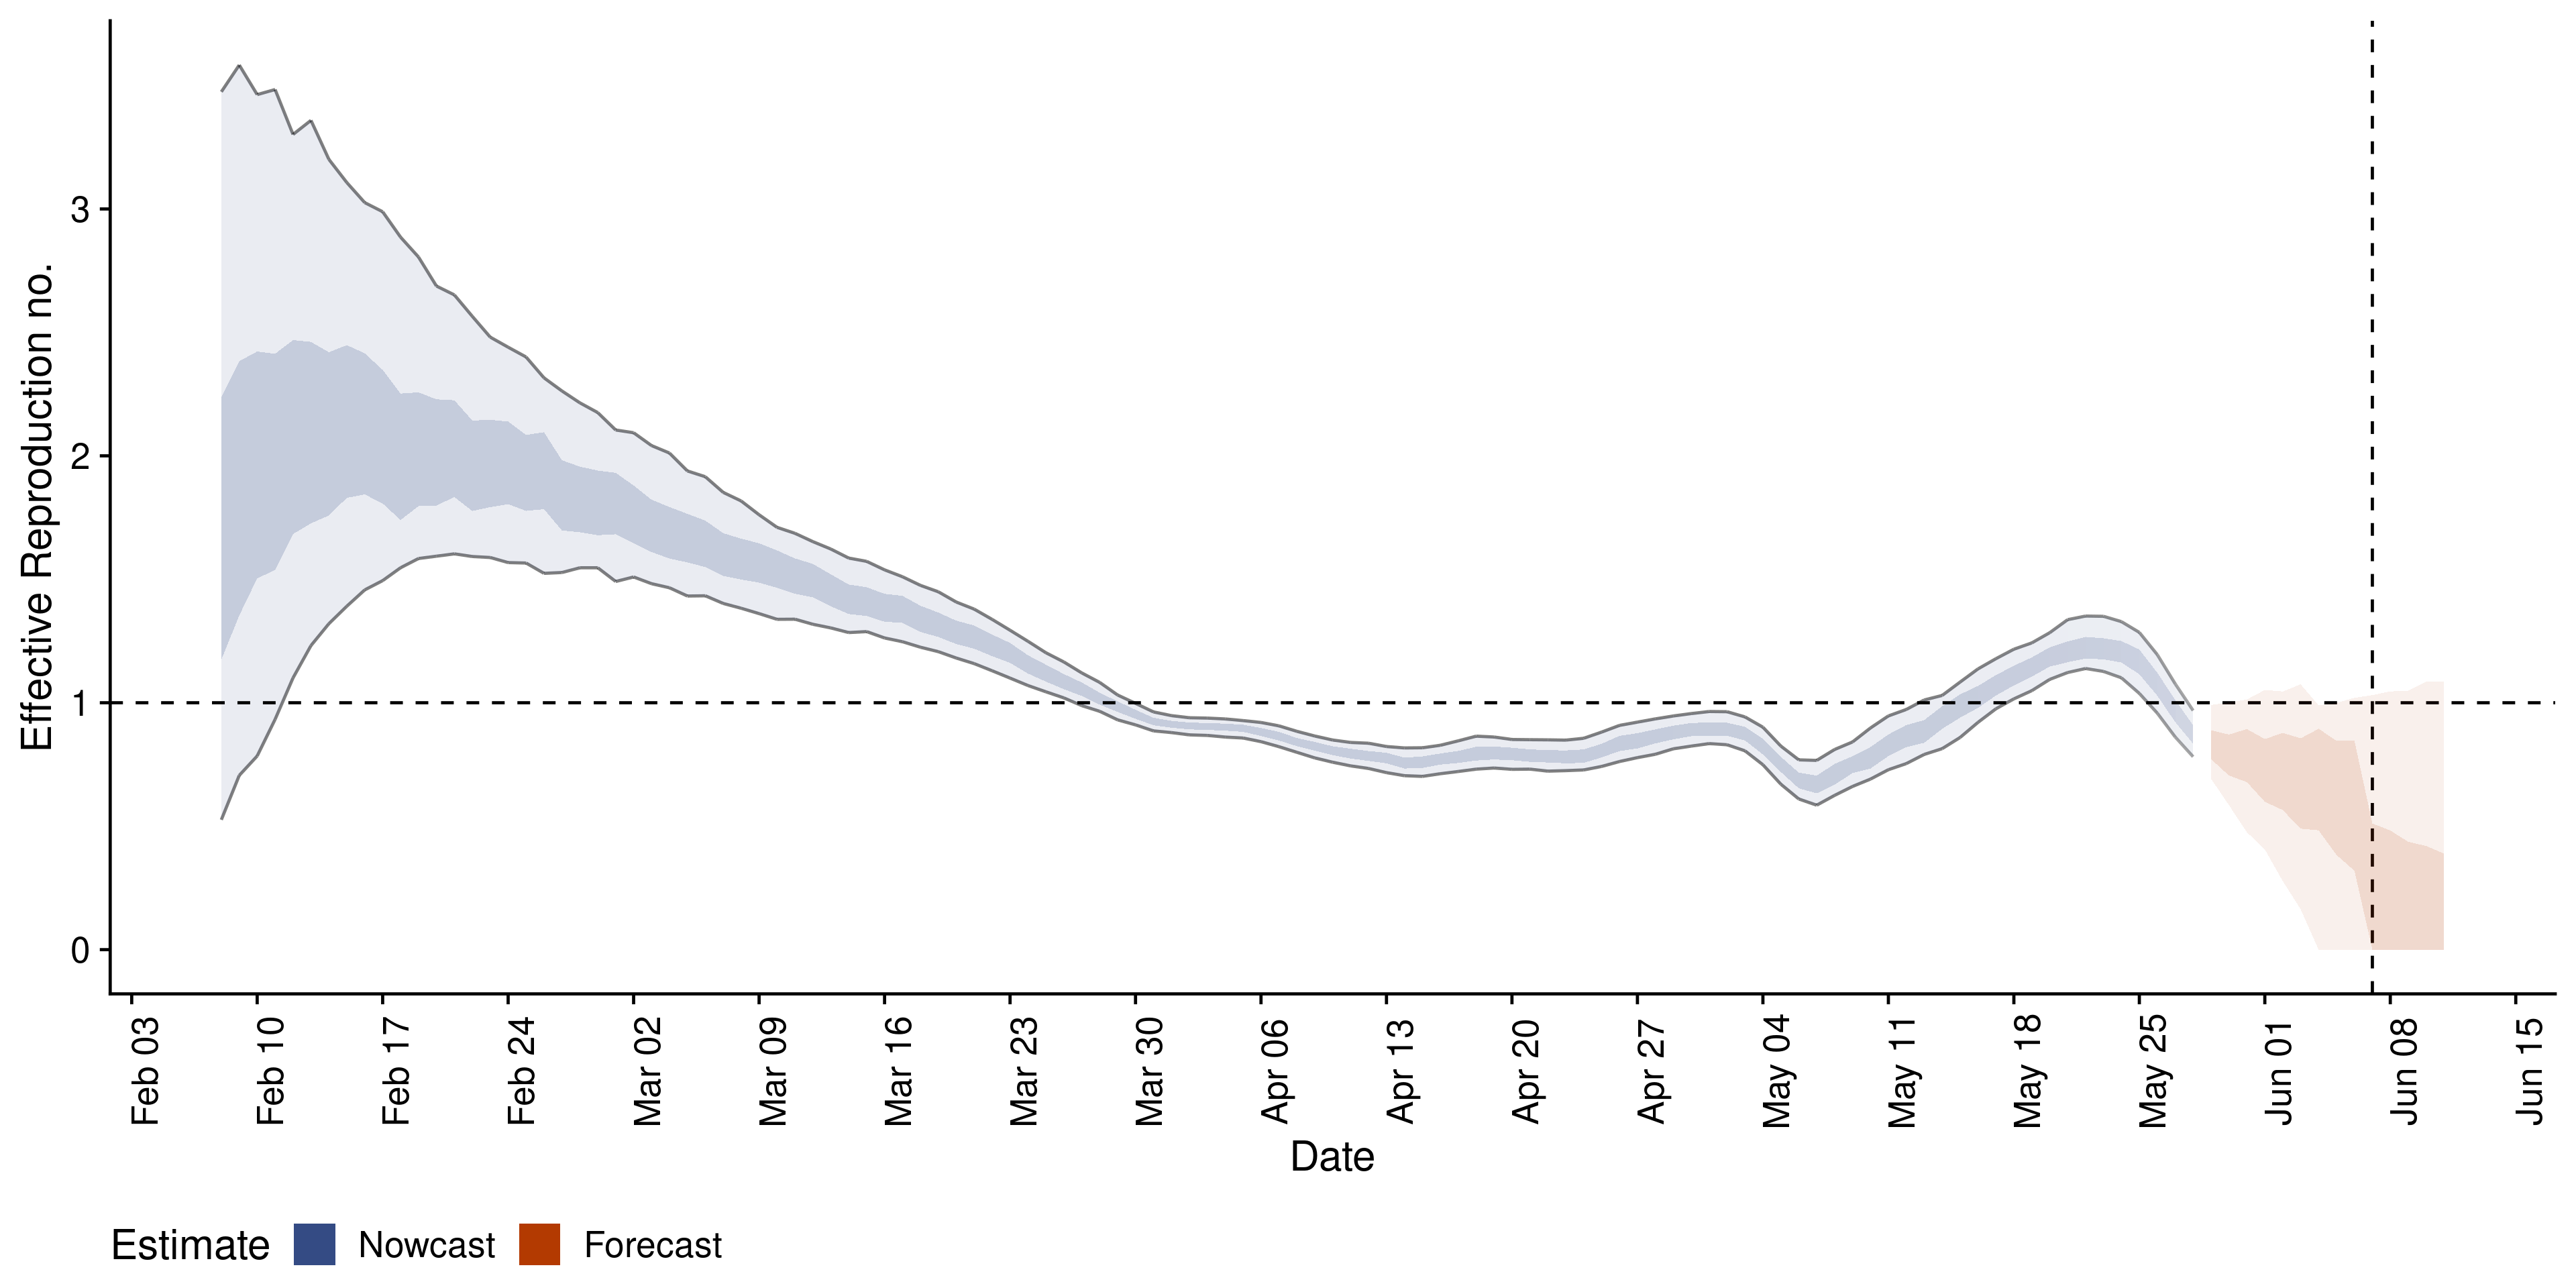 Effective Reproduction no.
3
2
1
0
Feb 03
Feb 10
Feb 17
Feb 24
Mar 02
Mar 09
Mar 16
Mar 23
Mar 30
Apr 06
Apr 13
Apr 20
Apr 27
May 04
May 11
May 18
May 25
Jun 01
Jun 08
Jun 15
Date
Estimate Nowcast Forecast